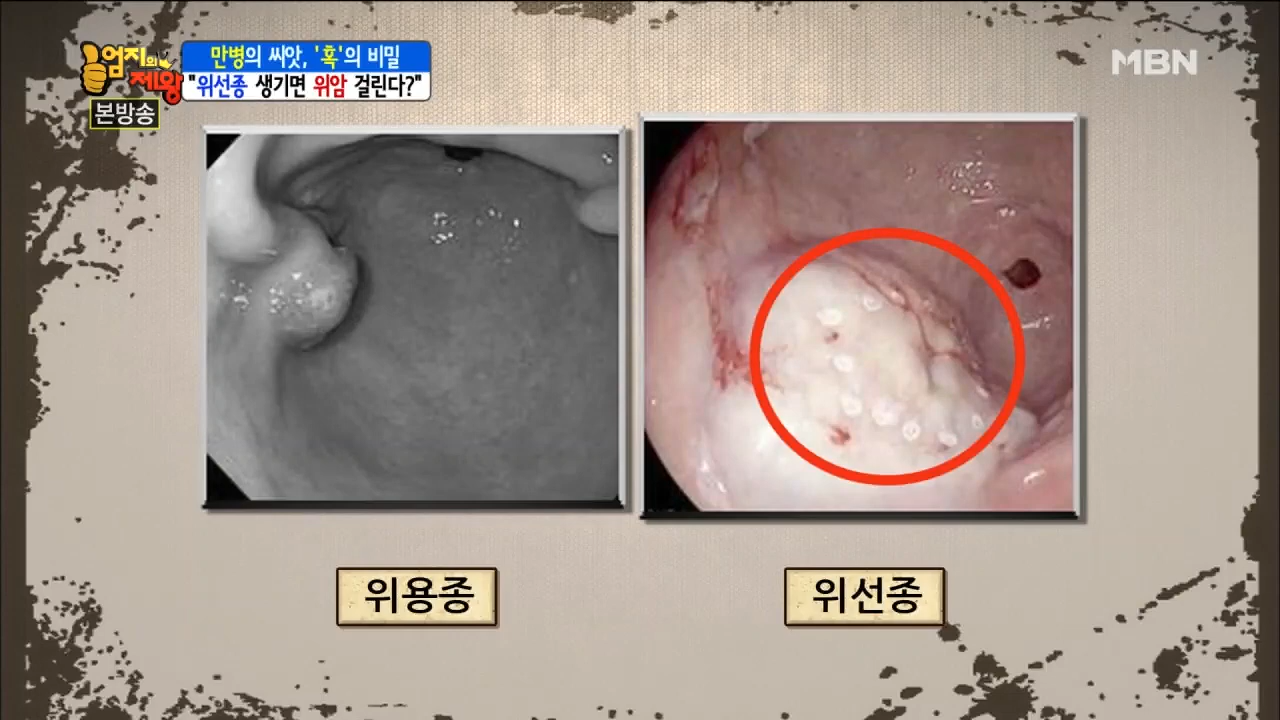 엄지의 제왕
본방송
만병의 씨앗, '혹'의 비밀
"위선종 생기면 위암 걸린다?"
MBN
위용종
위선종